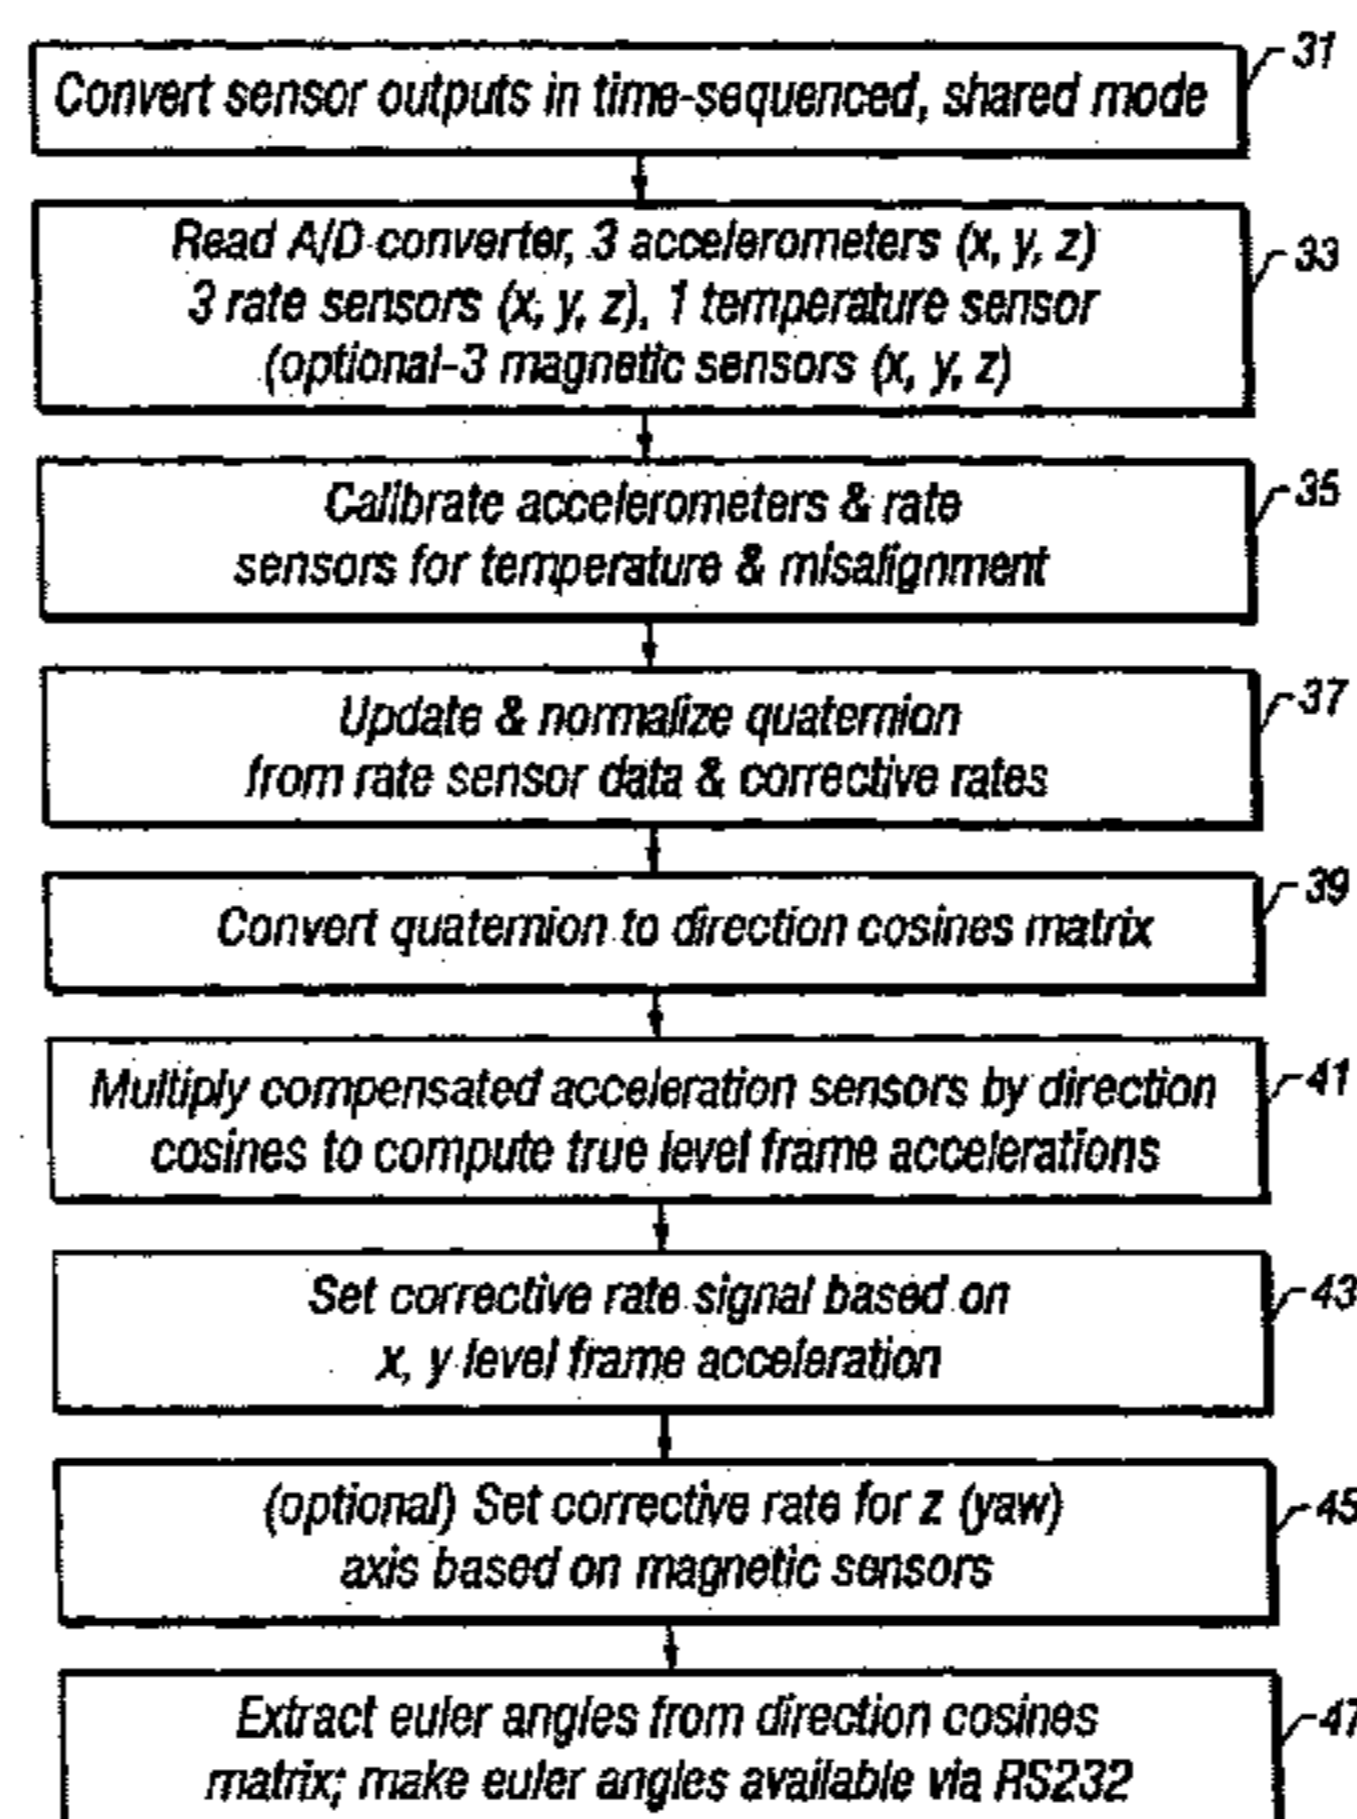 31
Convert sensor outputs in time-sequenced, shared mode
33
Read A/D converter, 3 accelerometers (x, y, z)
3 rate sensors (x, y, z), 1 temperature sensor
(optional-3 magnetic sensors (x, y, z)
35
Calibrate accelerometers & rate
sensors for temperature & misalignment
37
Update & normalize quaternion
from rate sensor data & corrective rates
39
Convert quaternion to direction cosines matrix
41
Multiply compensated acceleration sensors by direction
cosines to compute true level frame accelerations
43
Set corrective rate signal based on
x, y level frame acceleration
45
(optional) Set corrective rate for z (yaw)
axis based on magnetic sensors
47
Extract euler angles from direction cosines
matrix; make euler angles available via RS232